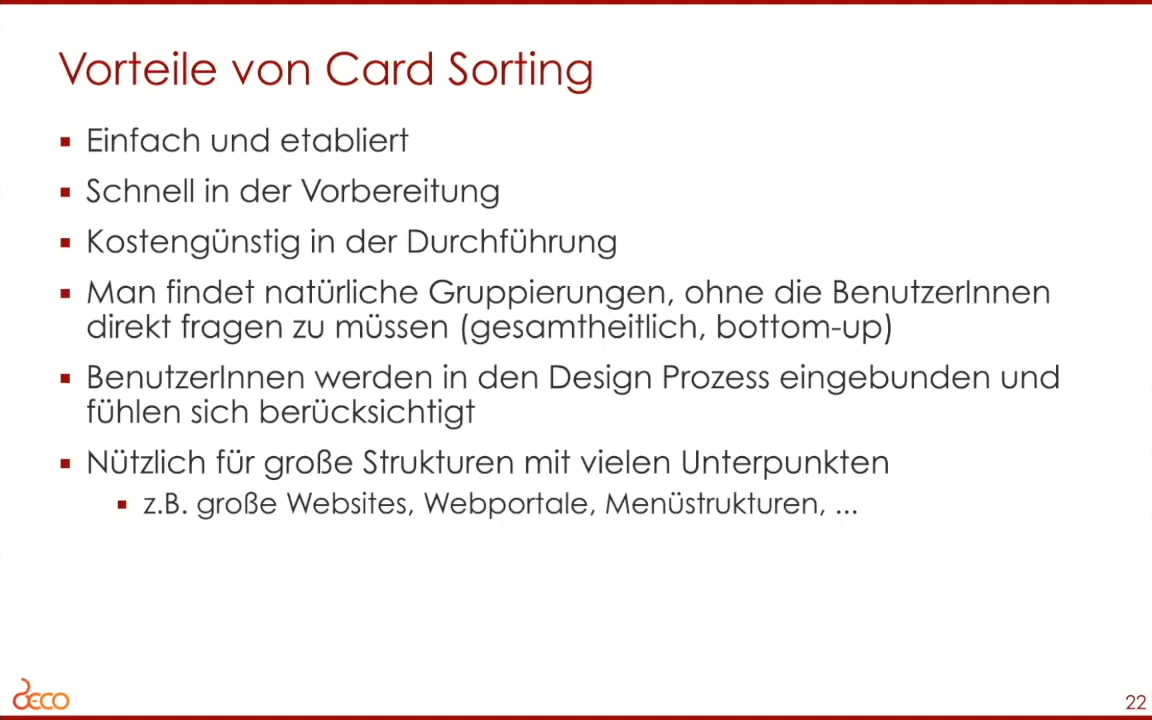 Vorteile von Card Sorting
▪ Einfach und etabliert
▪ Schnell in der Vorbereitung
▪ Kostengünstig in der Durchführung
▪ Man findet natürliche Gruppierungen, ohne die BenutzerInnen
direkt fragen zu müssen (gesamtheitlich, bottom-up)
▪ BenutzerInnen werden in den Design Prozess eingebunden und
fühlen sich berücksichtigt
▪ Nützlich für große Strukturen mit vielen Unterpunkten
▪ z.B. große Websites, Webportale, Menüstrukturen, ...
DECO
22